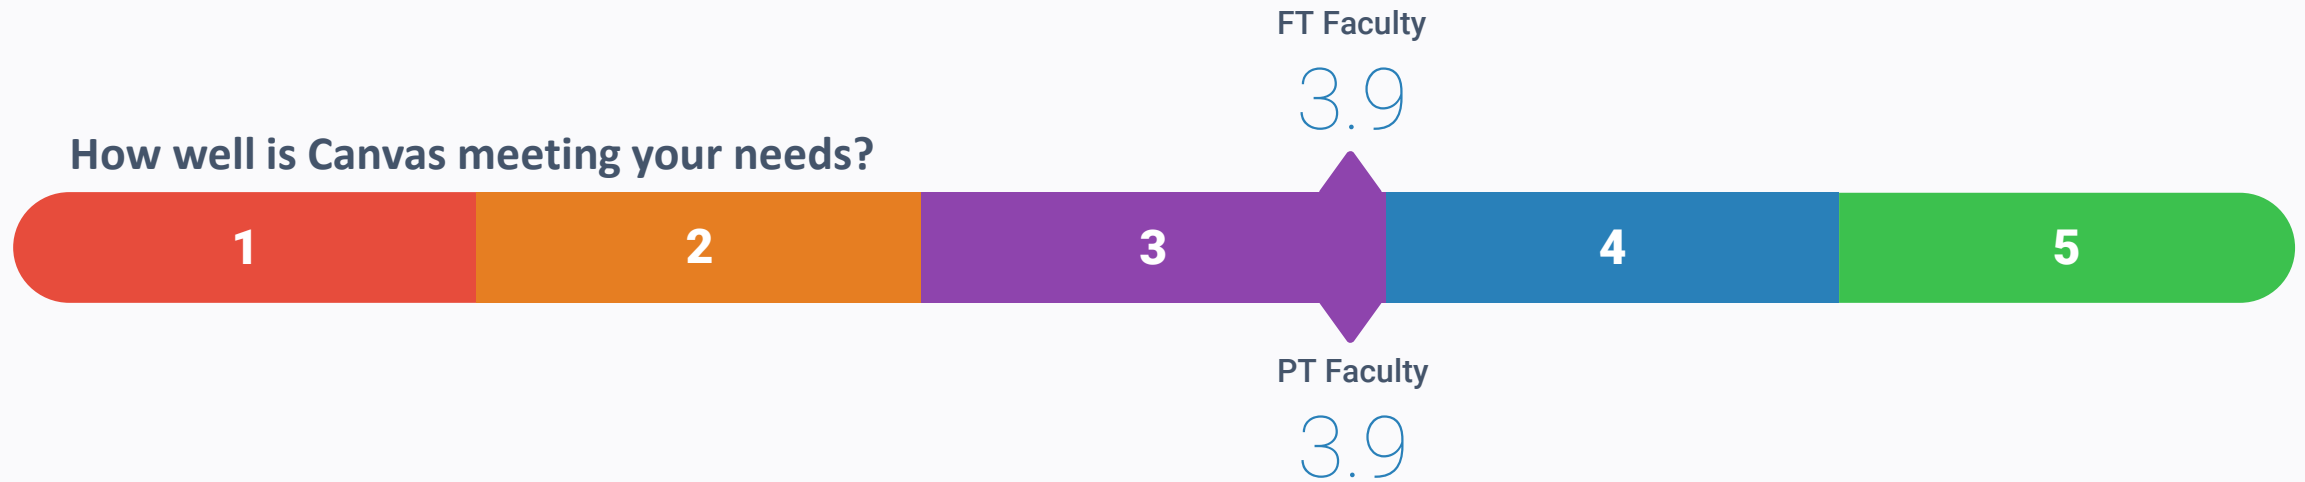 FT Faculty
3.9
How well is Canvas meeting your needs?
1 2 3 4 5
PT Faculty
3.9